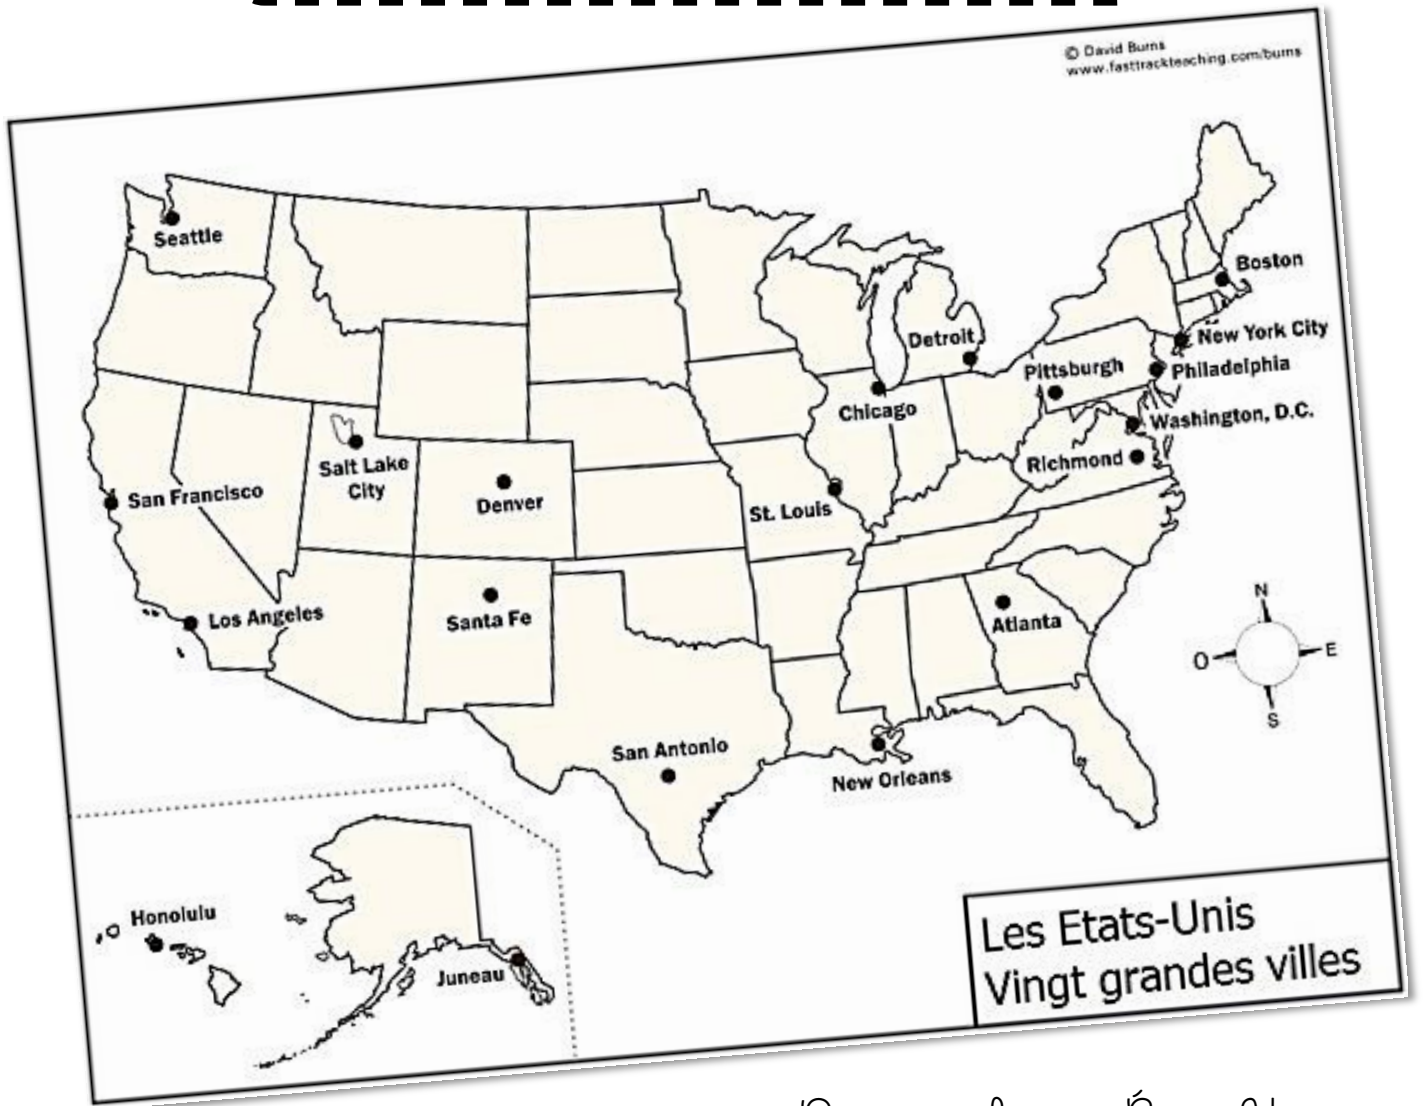 © David Burns
www.fasttrackteaching.com/burns
Seattle
Boston
New York City
Detroit
Pittsburgh
Philadelphia
Chicago
Washington, D.C.
Salt Lake
City
Richmond
San Francisco
Denver
St. Louis
Los Angeles
Santa Fe
Atlanta
N
O
E
S
San Antonio
New Orleans
Honolulu
Juneau
Les Etats-Unis
Vingt grandes villes